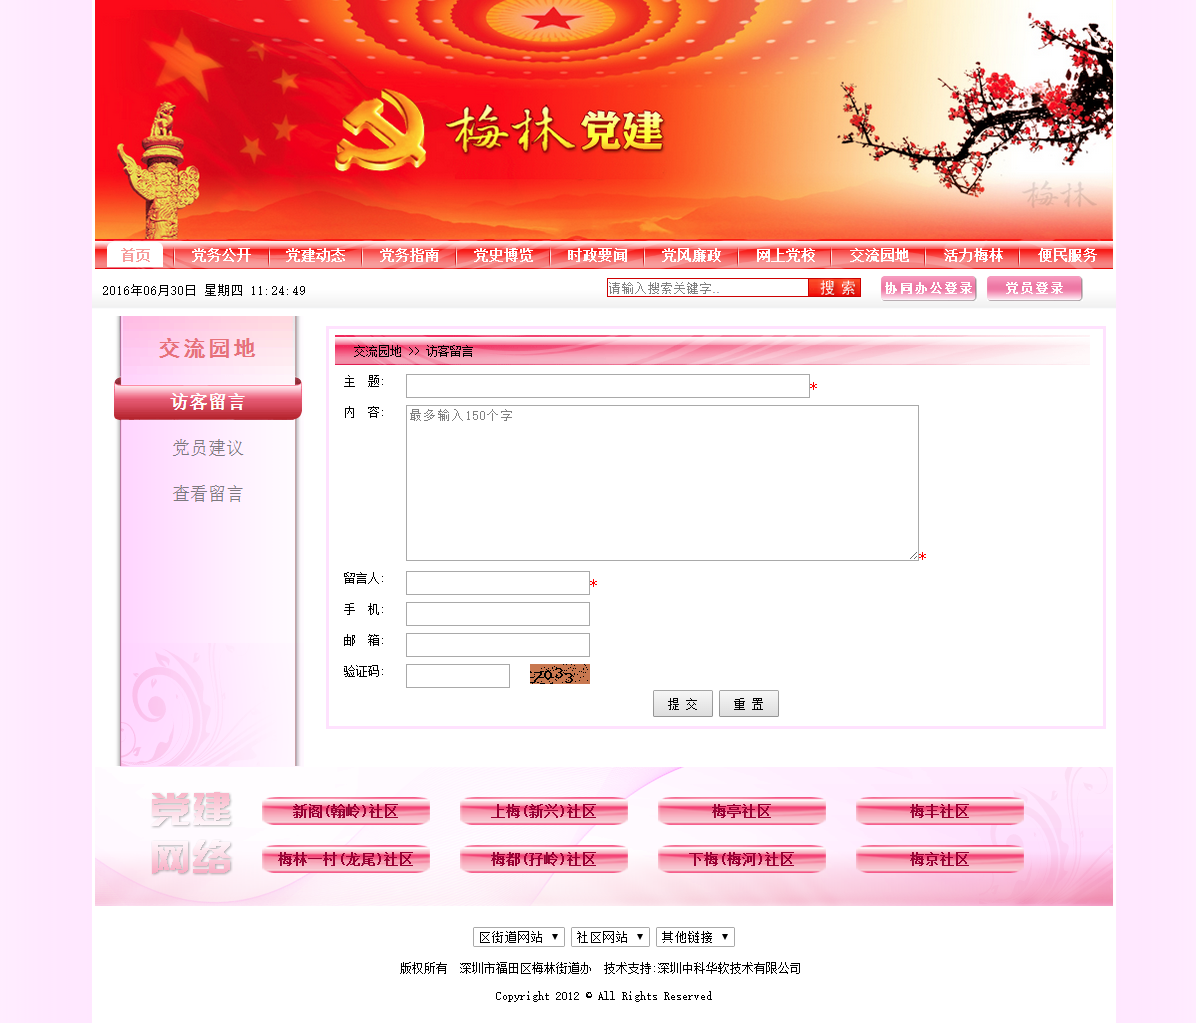 梅林党建
梅林
首页 党务公开 党建动态 党务指南 党史博览 时政要闻 党风廉政 网上党校 交流园地 活力梅林 便民服务
2016年06月30日 星期四 11:24:49 请输入搜索关键字.. 搜 索 协同办公登录 党员登录
交流园地
访客留言
党员建议
查看留言
交流园地 >> 访客留言
主 题: *
内 容: 最多输入150个字 *
留言人: *
手 机:
邮 箱:
验证码: 2033
提 交 重 置
党建网络
新阁(翰岭)社区 上梅(新兴)社区 梅亭社区 梅丰社区
梅林一村(龙尾)社区 梅都(孖岭)社区 下梅(梅河)社区 梅京社区
区街道网站 ▼ 社区网站 ▼ 其他链接 ▼
版权所有 深圳市福田区梅林街道办 技术支持:深圳中科华软技术有限公司
Copyright 2012 © All Rights Reserved